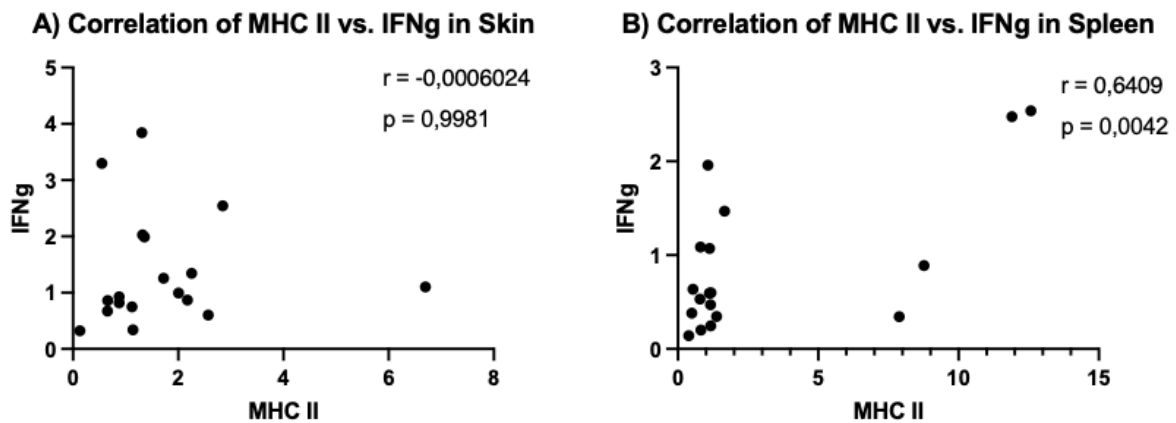 A) Correlation of MHC II vs. IFNg in Skin
r = -0,0006024
p = 0,9981
5
4
3
2
1
0
IFNg
0 2 4 6 8
MHC II
B) Correlation of MHC II vs. IFNg in Spleen
r = 0,6409
p = 0,0042
3
2
1
0
IFNg
0 5 10 15
MHC II